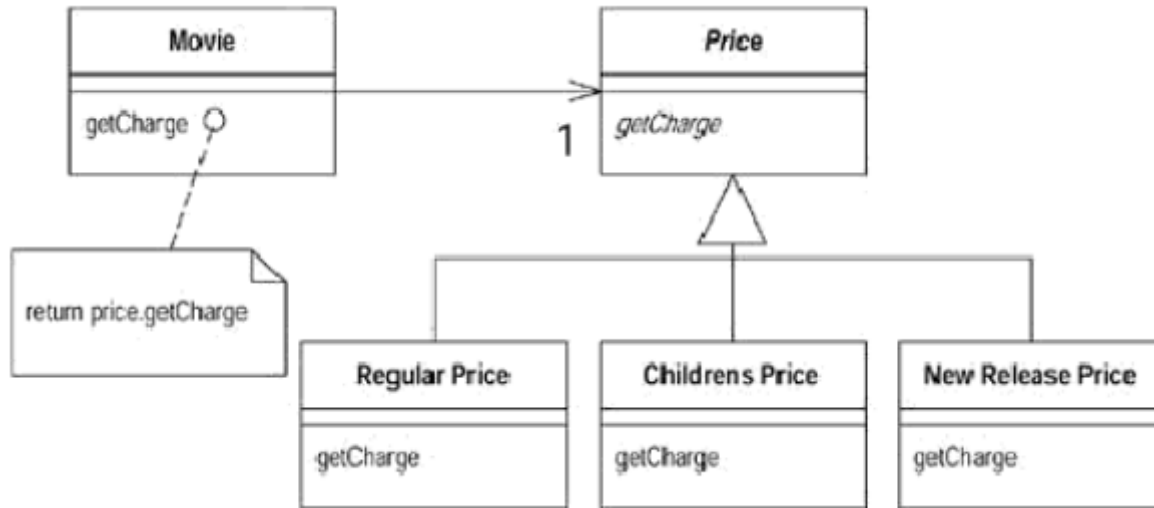 Movie
Price
getCharge
getCharge
1
return price.getCharge
Regular Price
Childrens Price
New Release Price
getCharge
getCharge
getCharge